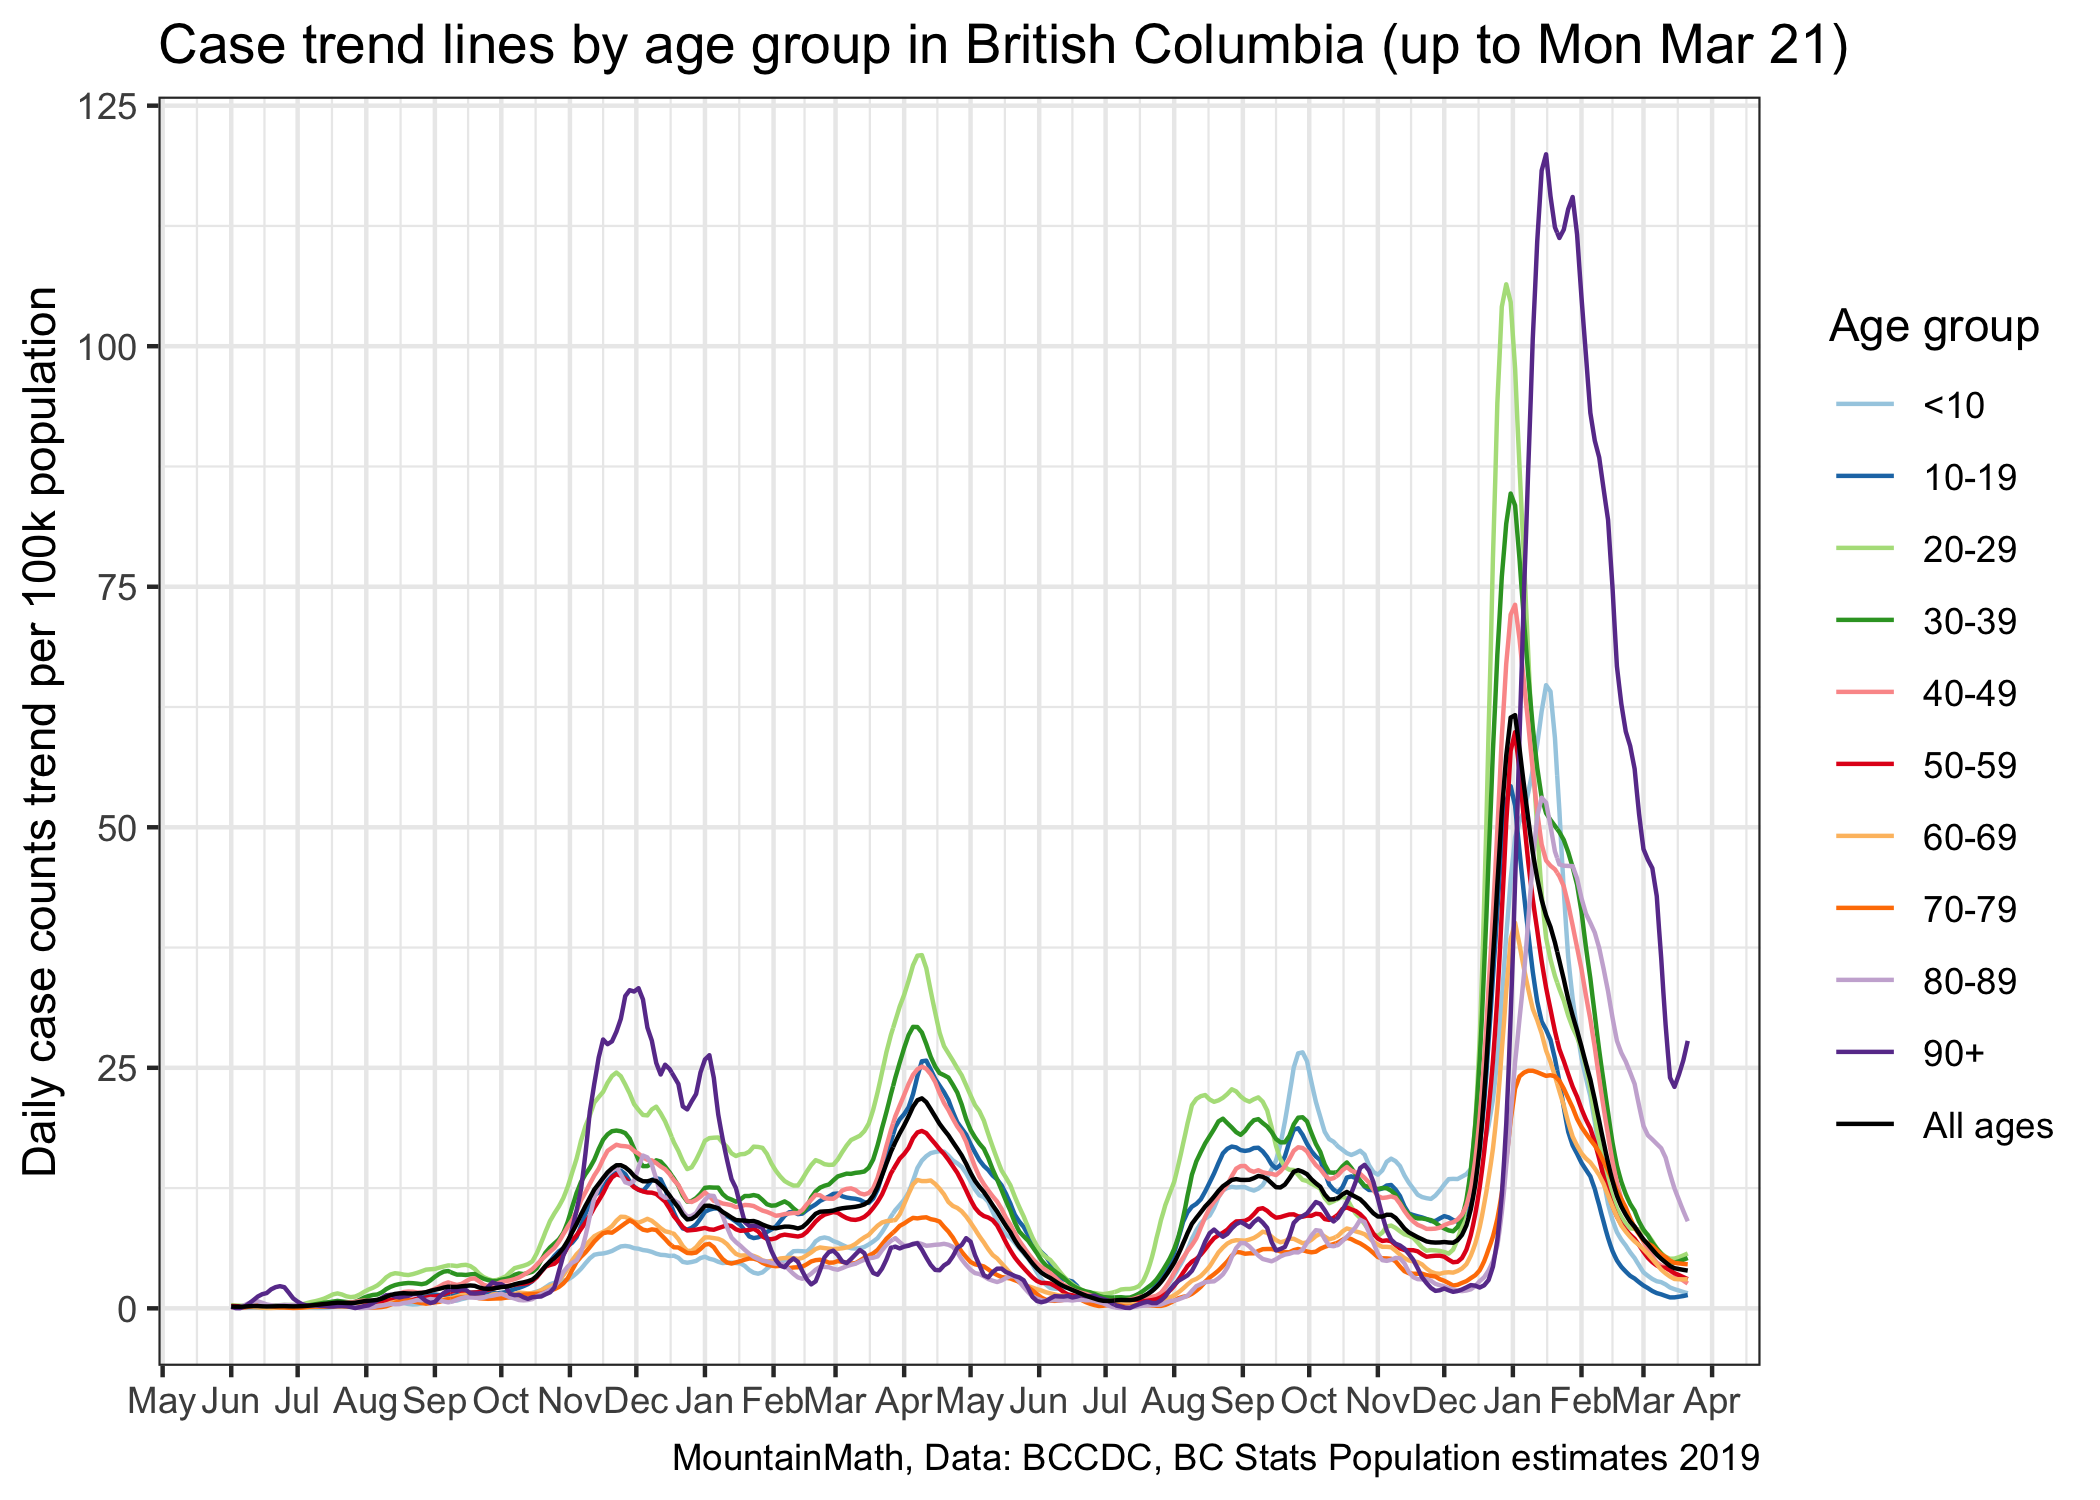 Case trend lines by age group in British Columbia (up to Mon Mar 21)
Daily case counts trend per 100k population
125
100
75
50
25
0
May Jun Jul Aug Sep Oct Nov Dec Jan Feb Mar Apr May Jun Jul Aug Sep Oct Nov Dec Jan Feb Mar Apr
Age group
<10
10-19
20-29
30-39
40-49
50-59
60-69
70-79
80-89
90+
All ages
MountainMath, Data: BCCDC, BC Stats Population estimates 2019